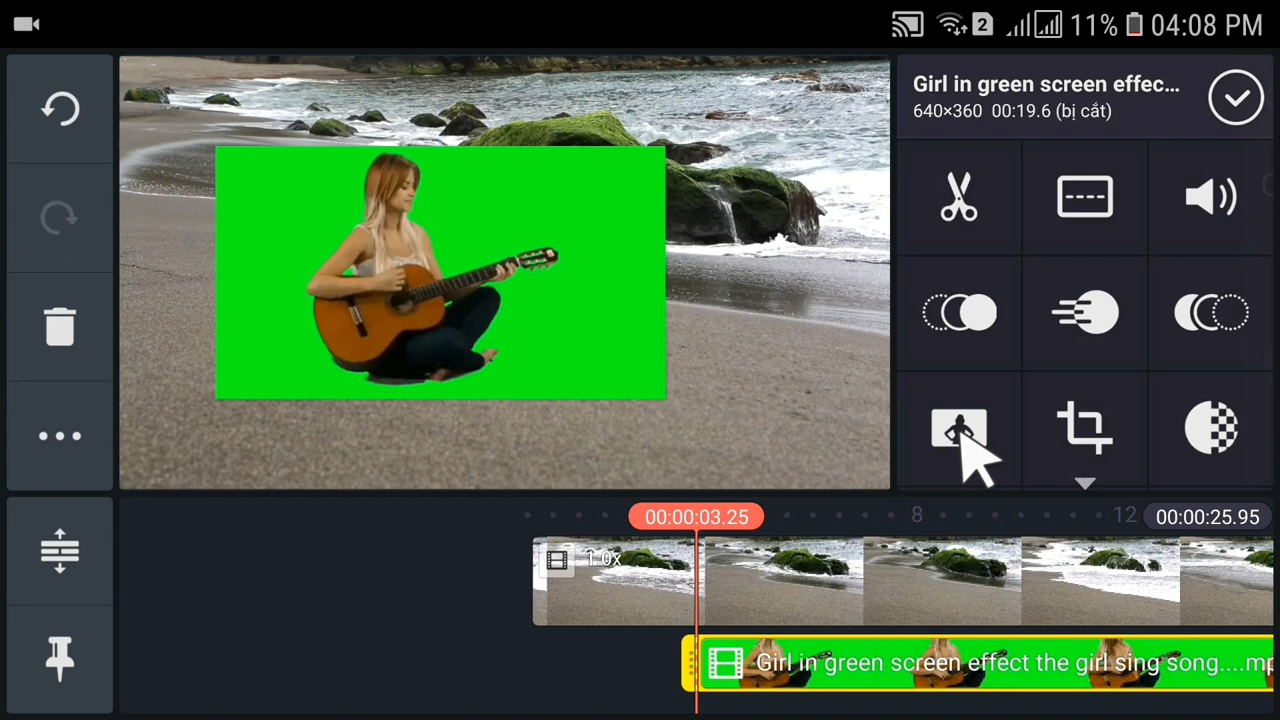 2
11%
04:08 PM
Girl in green screen effec...
640×360 00:19.6 (bị cắt)
00:00:03.25
8
12
00:00:25.95
1.0x
Girl in green screen effect the girl sing song....mp